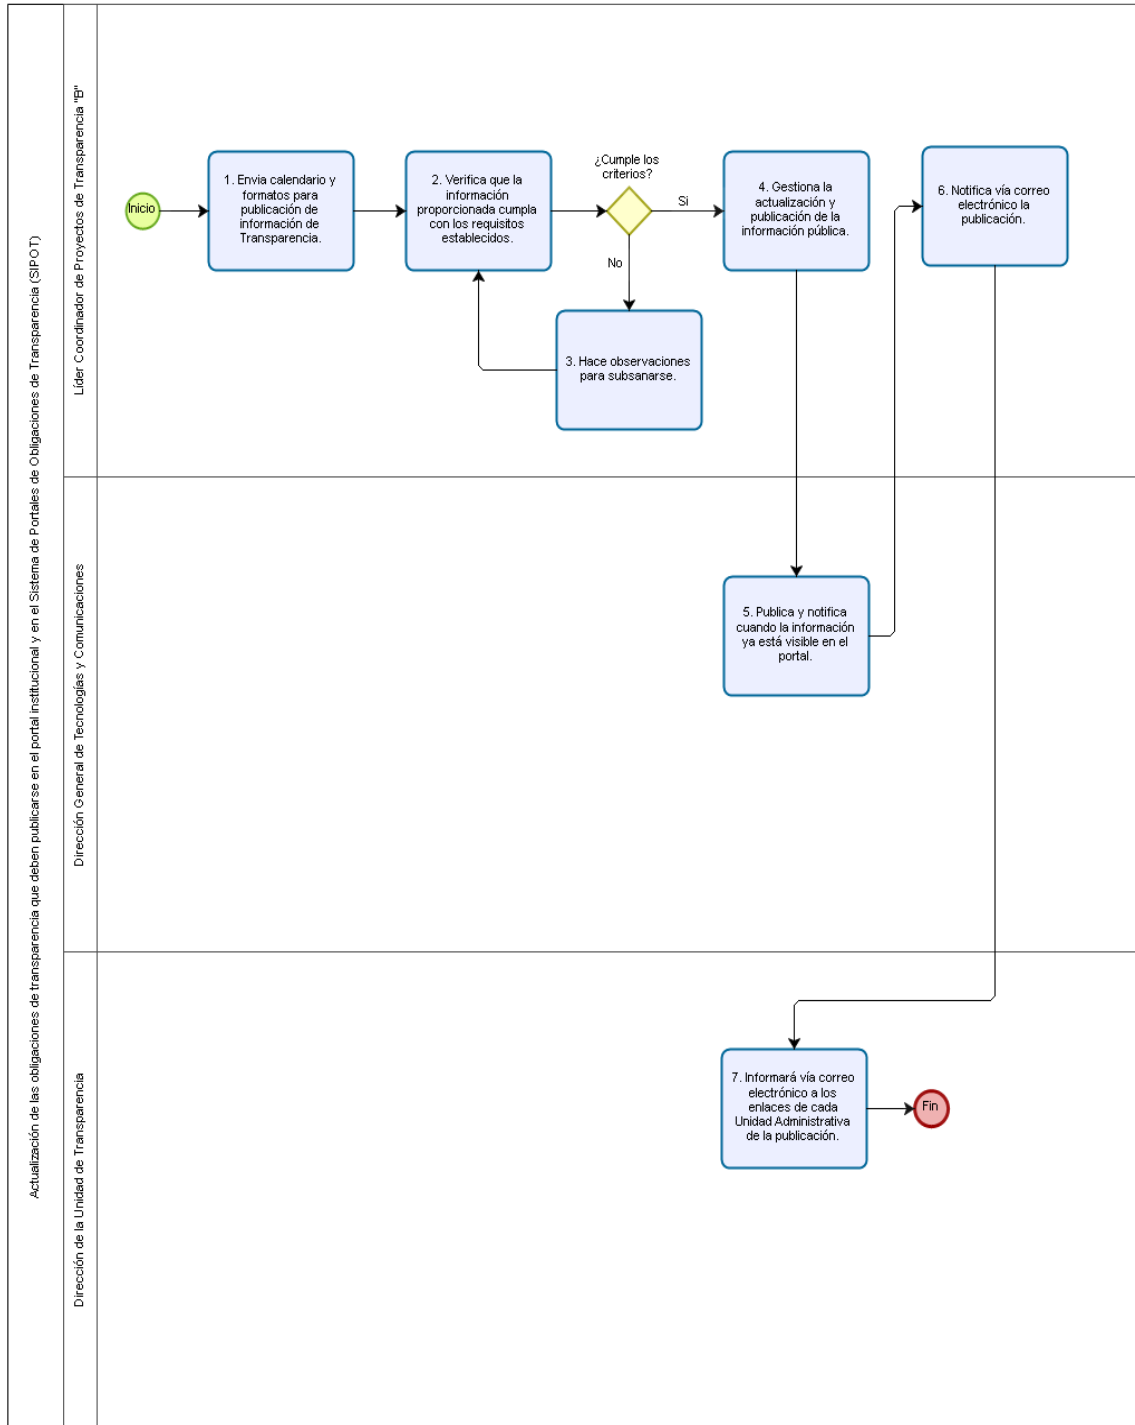 Actualización de las obligaciones de transparencia que deben publicarse en el portal institucional y en el Sistema de Portales de Obligaciones de Transparencia (SIPOT)
Líder Coordinador de Proyectos de Transparencia "B"
Inicio
1. Envia calendario y
formatos para
publicación de
información de
Transparencia.
2. Verifica que la
información
proporcionada cumpla
con los requisitos
establecidos.
¿Cumple los
criterios?
Si
No
3. Hace observaciones
para subsanarse.
4. Gestiona la
actualización y
publicación de la
información pública.
6. Notifica vía correo
electrónico la
publicación.
Dirección General de Tecnologías y Comunicaciones
5. Publica y notifica
cuando la información
ya está visible en el
portal.
Dirección de la Unidad de Transparencia
7. Informará vía correo
electrónico a los
enlaces de cada
Unidad Administrativa
de la publicación.
Fin